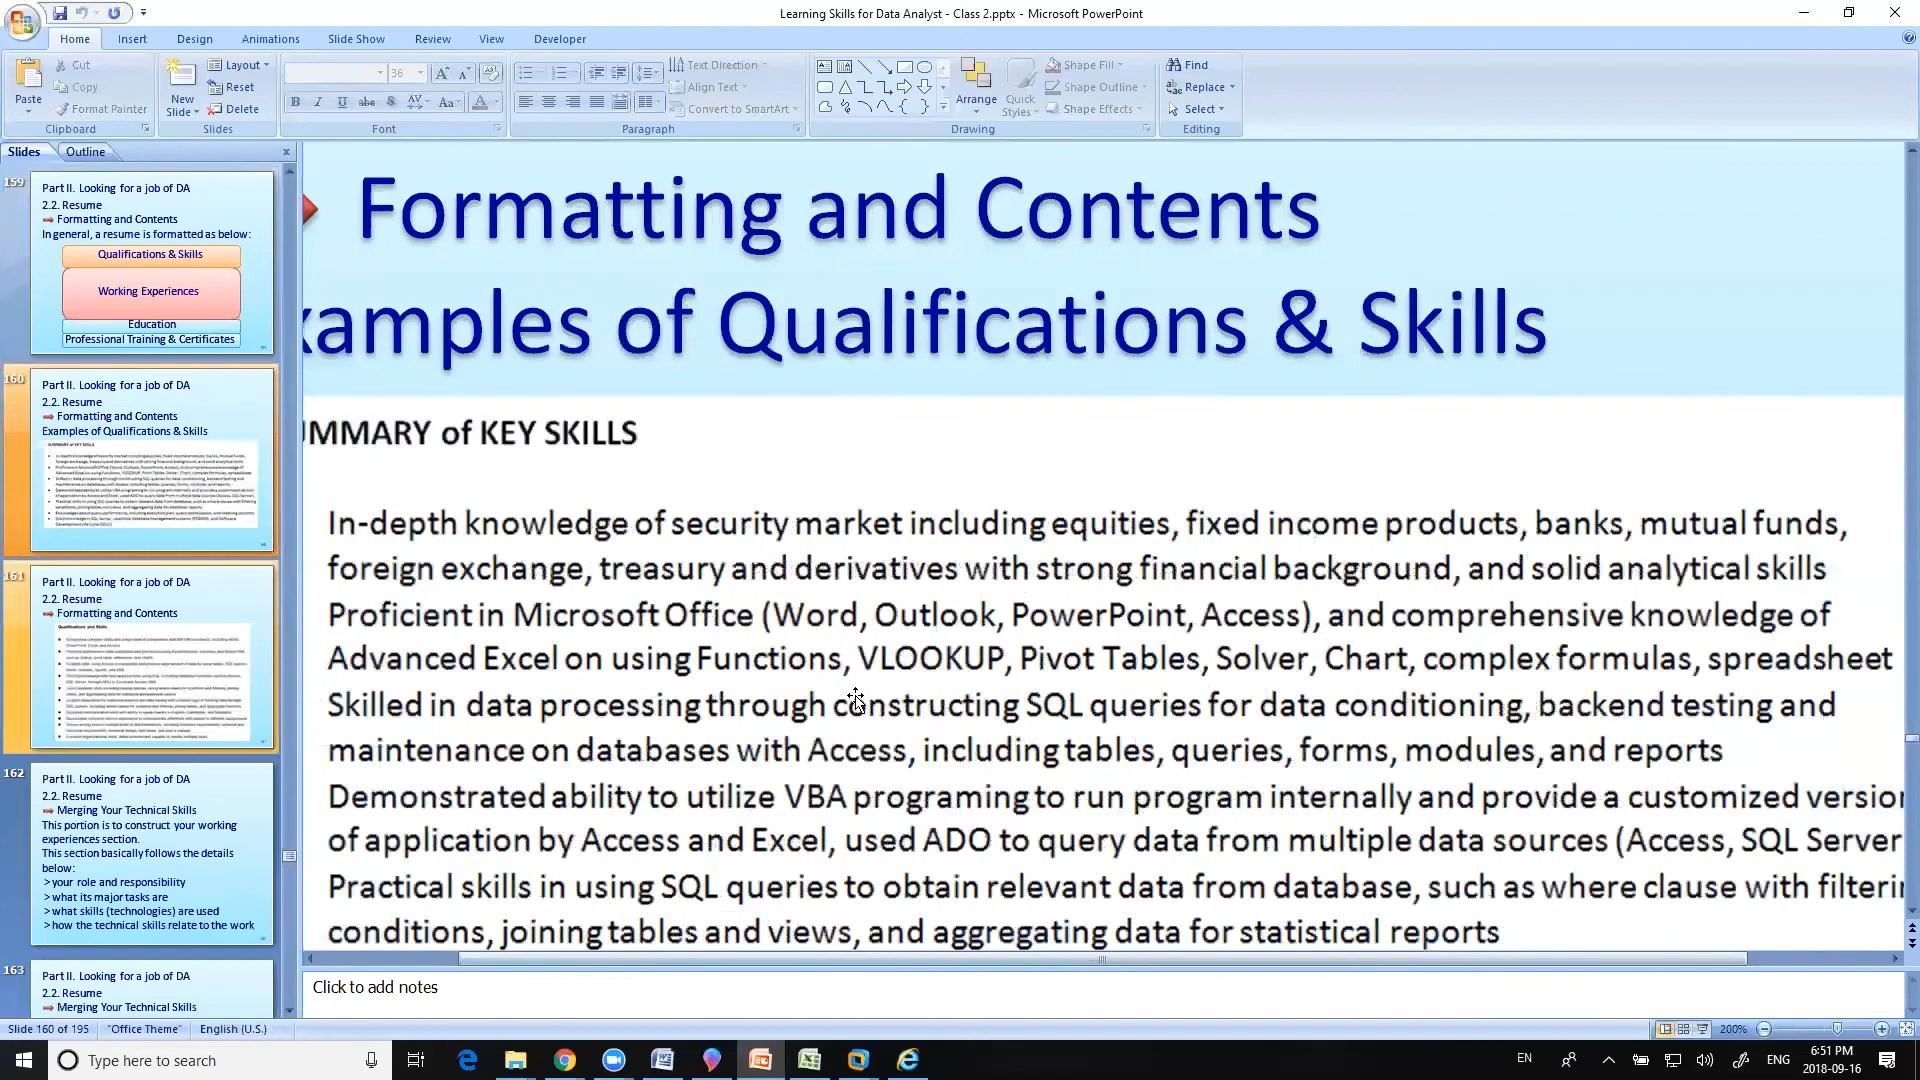 Learning Skills for Data Analyst - Class 2.pptx - Microsoft PowerPoint
Home Insert Design Animations Slide Show Review View Developer
Paste
Cut
Copy
Format Painter
Clipboard
New Slide
Layout
Reset
Delete
Slides
36
Font
Text Direction
Align Text
Convert to SmartArt
Paragraph
Arrange
Quick Styles
Shape Fill
Shape Outline
Shape Effects
Drawing
Find
Replace
Select
Editing
Slides Outline
159
Part II. Looking for a job of DA
2.2. Resume
Formatting and Contents
In general, a resume is formatted as below:
Qualifications & Skills
Working Experiences
Education
Professional Training & Certificates
160
Part II. Looking for a job of DA
2.2. Resume
Formatting and Contents
Examples of Qualifications & Skills
SUMMARY of KEY SKILLS
161
Part II. Looking for a job of DA
2.2. Resume
Formatting and Contents
Qualifications and Skills
162
Part II. Looking for a job of DA
2.2. Resume
Merging Your Technical Skills
This portion is to construct your working
experiences section.
This section basically follows the details
below:
> your role and responsibility
> what its major tasks are
> what skills (technologies) are used
> how the technical skills relate to the work
163
Part II. Looking for a job of DA
2.2. Resume
Merging Your Technical Skills
Formatting and Contents
xamples of Qualifications & Skills
UMMARY of KEY SKILLS
In-depth knowledge of security market including equities, fixed income products, banks, mutual funds,
foreign exchange, treasury and derivatives with strong financial background, and solid analytical skills
Proficient in Microsoft Office (Word, Outlook, PowerPoint, Access), and comprehensive knowledge of
Advanced Excel on using Functions, VLOOKUP, Pivot Tables, Solver, Chart, complex formulas, spreadsheet
Skilled in data processing through constructing SQL queries for data conditioning, backend testing and
maintenance on databases with Access, including tables, queries, forms, modules, and reports
Demonstrated ability to utilize VBA programing to run program internally and provide a customized version
of application by Access and Excel, used ADO to query data from multiple data sources (Access, SQL Server
Practical skills in using SQL queries to obtain relevant data from database, such as where clause with filterin
conditions, joining tables and views, and aggregating data for statistical reports
Click to add notes
Slide 160 of 195 "Office Theme" English (U.S.) 200%
Type here to search
EN
ENG
6:51 PM
2018-09-16